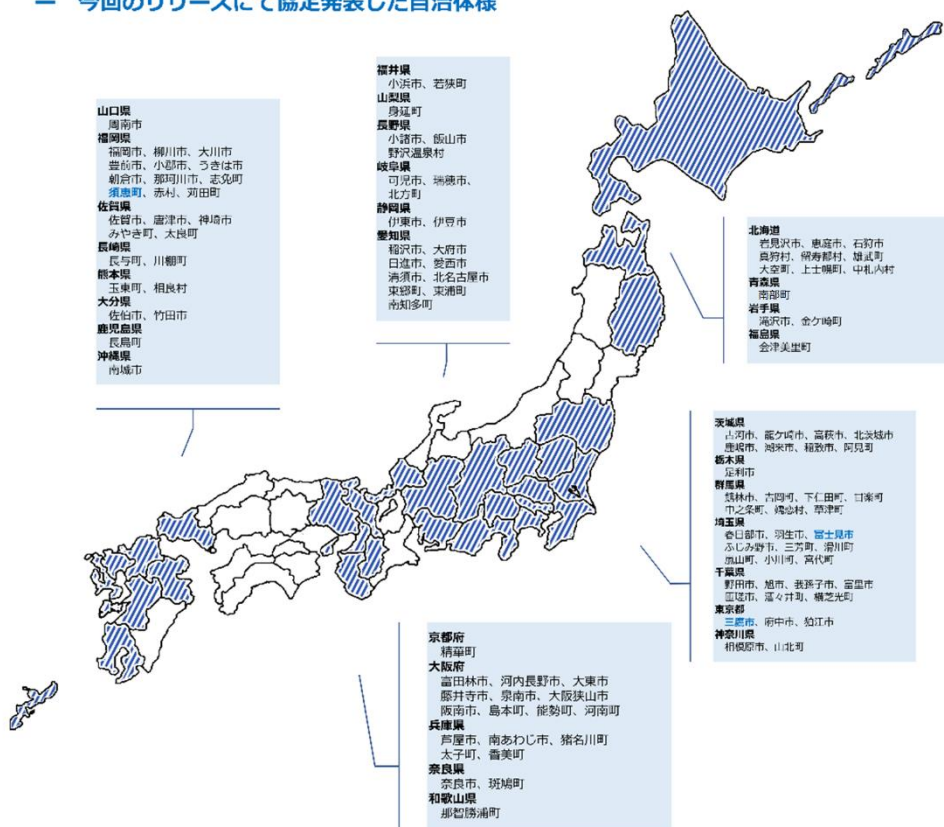 ー 今回のリリースにて協定発表した自治体様
山口県
周南市
福岡県
福岡市、柳川市、大川市
豊前市、小郡市、うきは市
朝倉市、那珂川市、志免町
須恵町、赤村、苅田町
佐賀県
佐賀市、唐津市、神埼市
みやき町、太良町
長崎県
長与町、川棚町
熊本県
玉東町、相良村
大分県
佐伯市、竹田市
鹿児島県
長島町
沖縄県
南城市
福井県
小浜市、若狭町
山梨県
身延町
長野県
小諸市、飯山市
野沢温泉村
岐阜県
可児市、瑞穂市、
北方町
静岡県
伊東市、伊豆市
愛知県
稲沢市、大府市
日進市、愛西市
清須市、北名古屋市
東郷町、東浦町
南知多町
北海道
岩見沢市、恵庭市、石狩市
真狩村、留寿都村、雄武町
大空町、上士幌町、中札内村
青森県
南部町
岩手県
滝沢市、金ケ崎町
福島県
会津美里町
茨城県
古河市、龍ケ崎市、高萩市、北茨城市
鹿嶋市、潮来市、稲敷市、阿見町
栃木県
足利市
群馬県
館林市、吉岡町、下仁田町、甘楽町
中之条町、嬬恋村、草津町
埼玉県
春日部市、羽生市、富士見市
ふじみ野市、三芳町、滑川町
嵐山町、小川町、宮代町
千葉県
野田市、旭市、我孫子市、富里市
匝瑳市、酒々井町、横芝光町
東京都
三鷹市、府中市、狛江市
神奈川県
相模原市、山北町
京都府
精華町
大阪府
富田林市、河内長野市、大東市
藤井寺市、泉南市、大阪狭山市
阪南市、島本町、能勢町、河南町
兵庫県
芦屋市、南あわじ市、猪名川町
太子町、香美町
奈良県
奈良市、斑鳩町
和歌山県
那智勝浦町